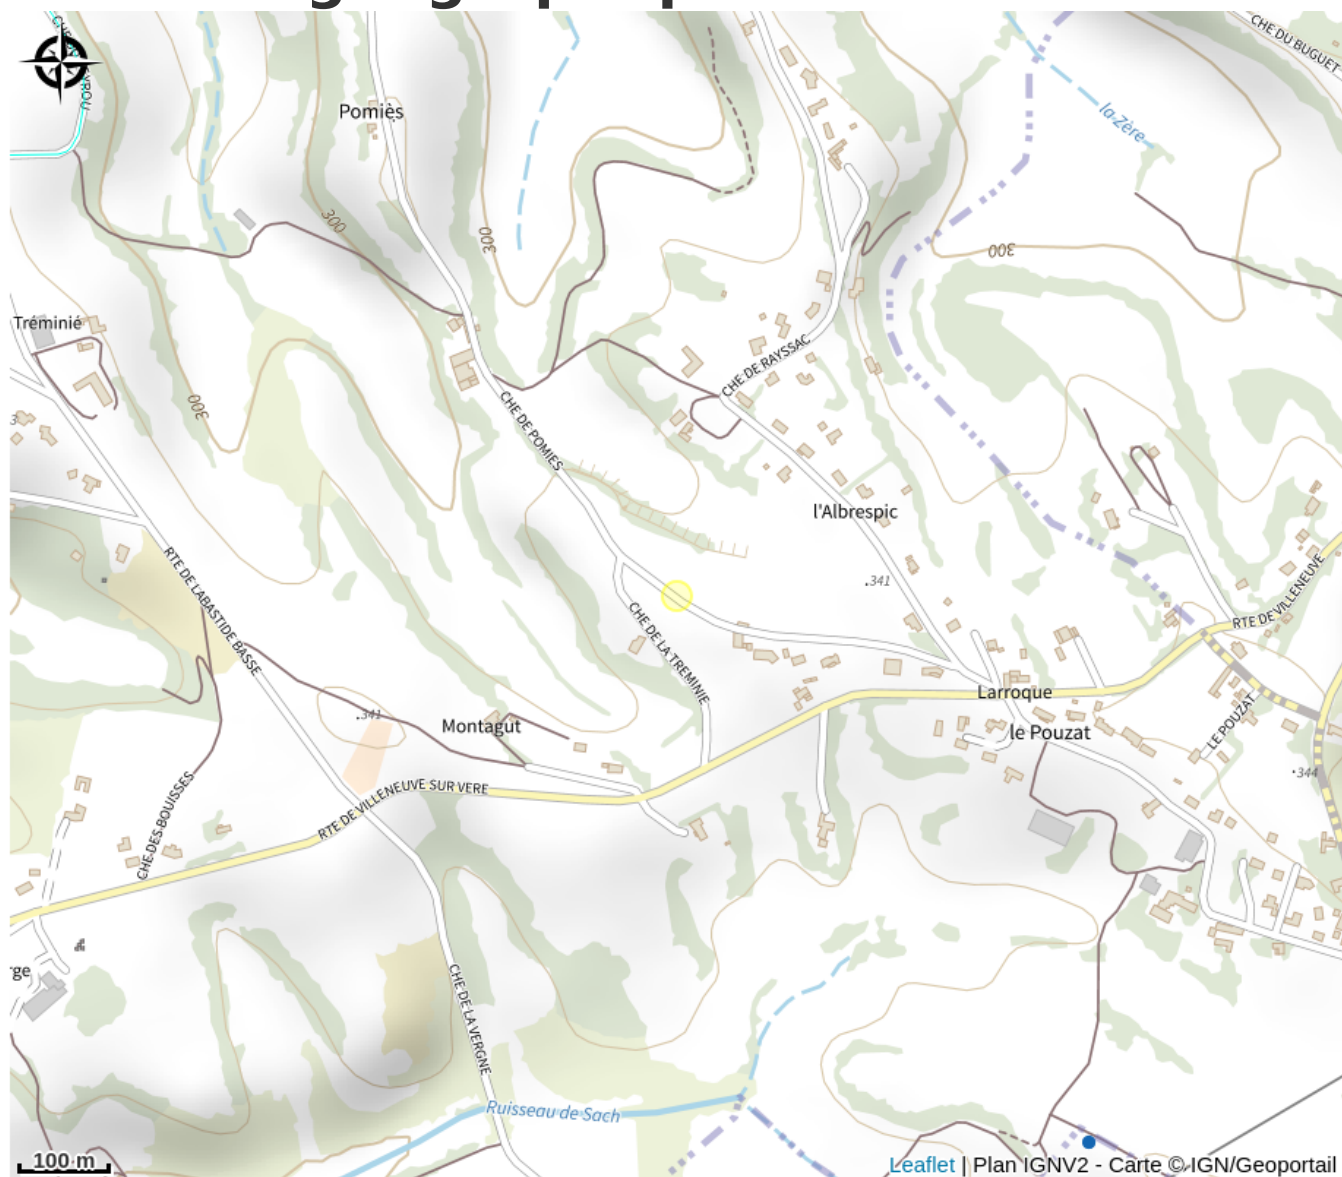 CHE DU BUGUET
Pomiès
la Zère
300
300
300
Tréminié
CHE DE RAYSSAC
300
CHE DE POMIES
3
l'Albrespic
.341
RTE DE LABASTIDE BASSE
CHE DE LA TREMINIE
RTE DE VILLENEUVE
Larroque
le Pouzat
LE POUZAT
.341
Montagut
.344
CHE DES BOUISSES
RTE DE VILLENEUVE SUR VERE
rge
CHE DE LA VERGNE
Ruisseau de Sach
100 m
Leaflet | Plan IGNV2 - Carte © IGN/Geoportail